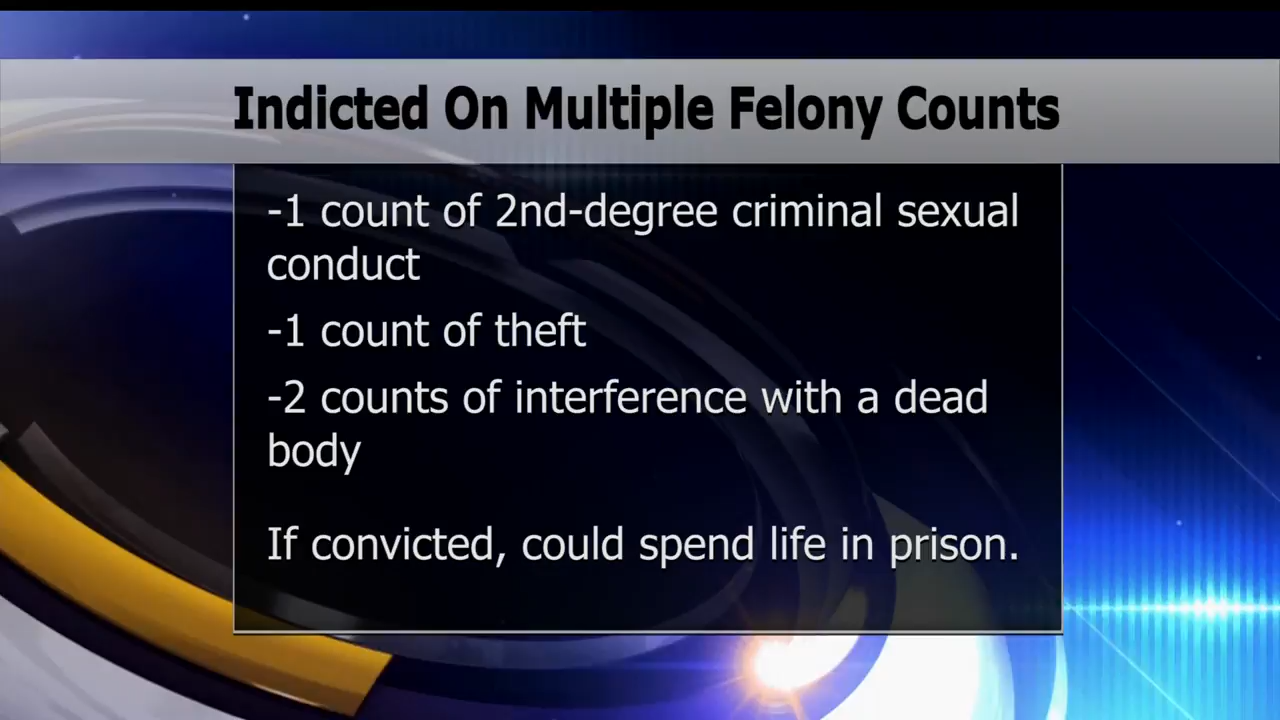 Indicted On Multiple Felony Counts
-1 count of 2nd-degree criminal sexual
conduct
-1 count of theft
-2 counts of interference with a dead
body
If convicted, could spend life in prison.